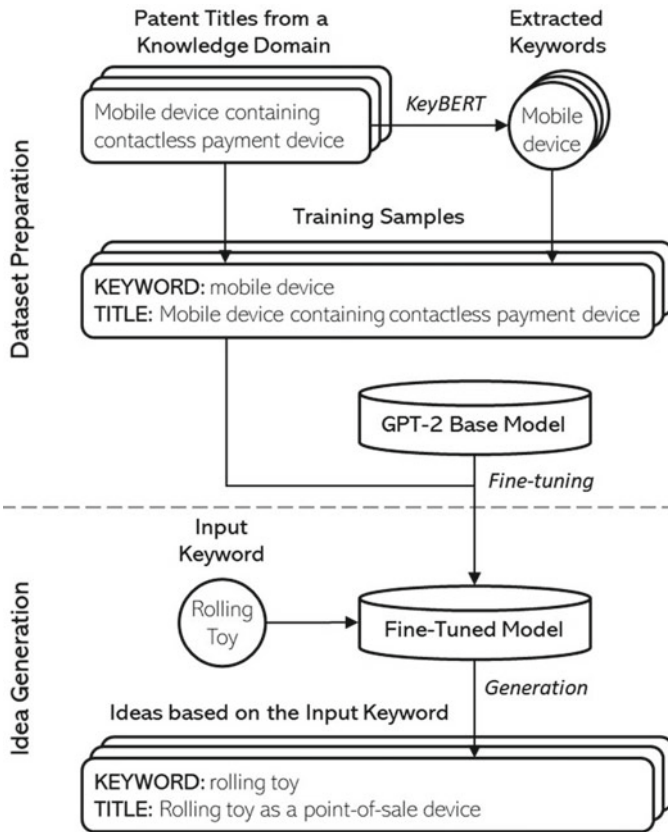 Patent Titles from a
Knowledge Domain
Extracted
Keywords
Mobile device containing
contactless payment device
KeyBERT
Mobile
device
Dataset Preparation
Training Samples
KEYWORD: mobile device
TITLE: Mobile device containing contactless payment device
GPT-2 Base Model
Fine-tuning
Idea Generation
Input
Keyword
Rolling
Toy
Fine-Tuned Model
Generation
Ideas based on the Input Keyword
KEYWORD: rolling toy
TITLE: Rolling toy as a point-of-sale device